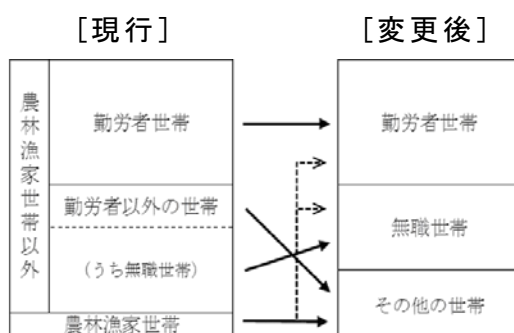 ［現行］
［変更後］
農林漁家世帯以外
勤労者世帯
勤労者以外の世帯
（うち無職世帯）
農林漁家世帯
勤労者世帯
無職世帯
その他の世帯